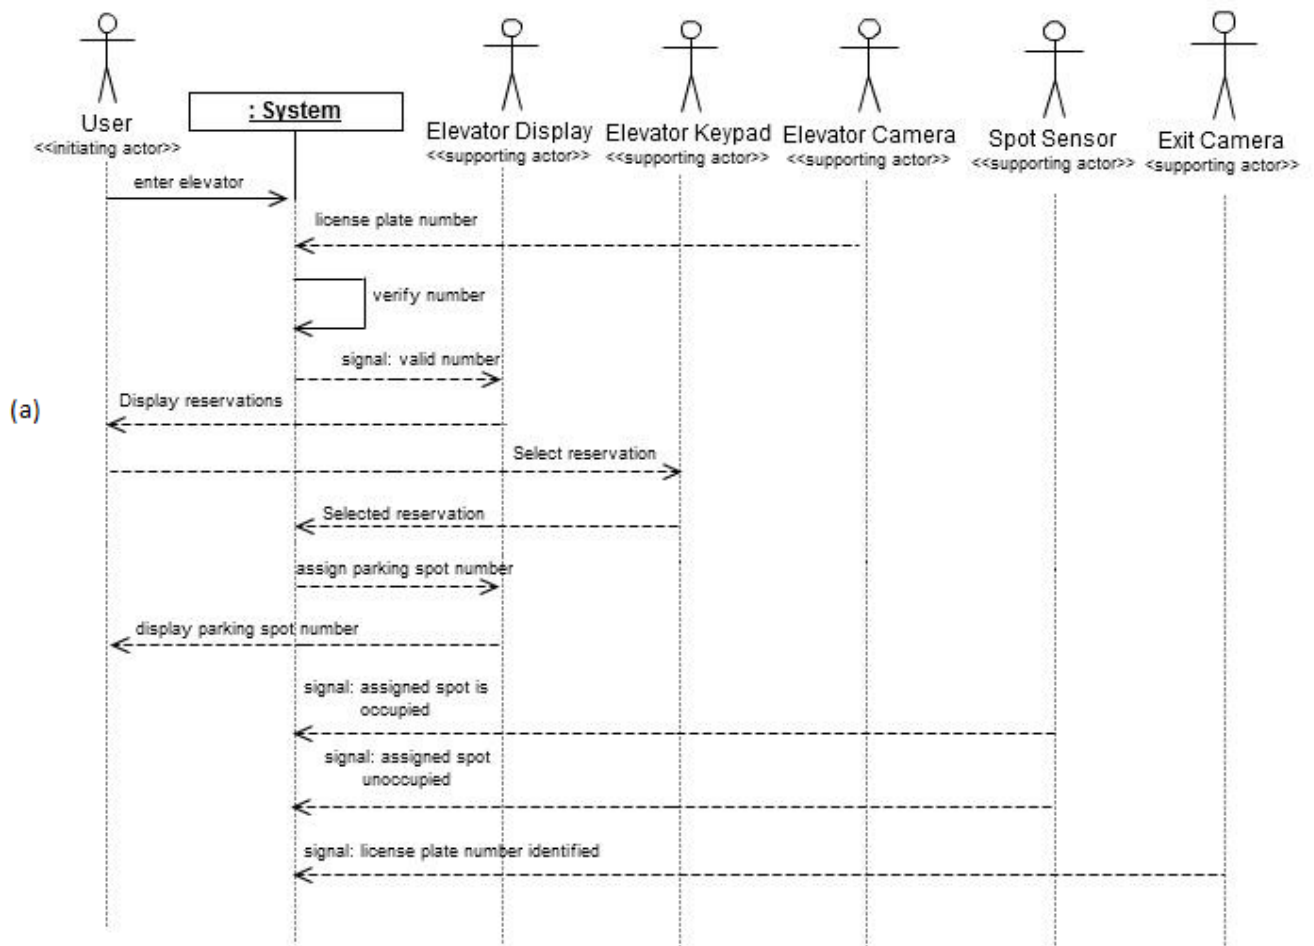 : System
User
<<initiating actor>>
Elevator Display
<<supporting actor>>
Elevator Keypad
<<supporting actor>>
Elevator Camera
<<supporting actor>>
Spot Sensor
<<supporting actor>>
Exit Camera
<supporting actor>>
enter elevator
license plate number
verify number
signal: valid number
(a)
Display reservations
Select reservation
Selected reservation
assign parking spot number
display parking spot number
signal: assigned spot is
occupied
signal: assigned spot
unoccupied
signal: license plate number identified